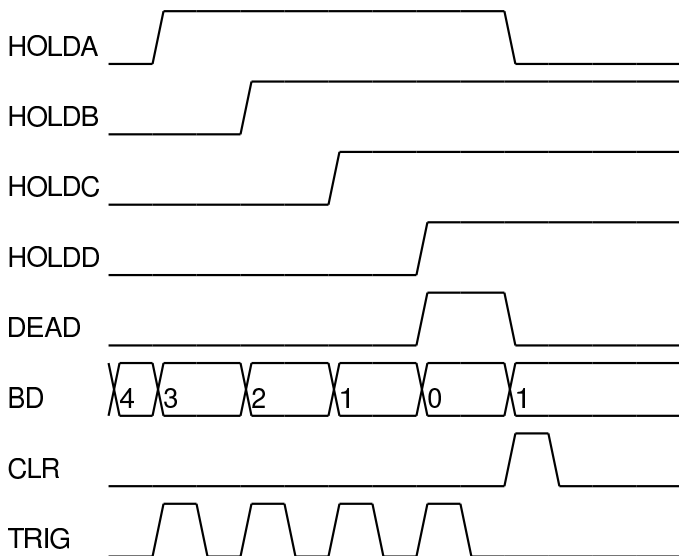 HOLDA
HOLDB
HOLDC
HOLDD
DEAD
BD 4 3 2 1 0 1
CLR
TRIG